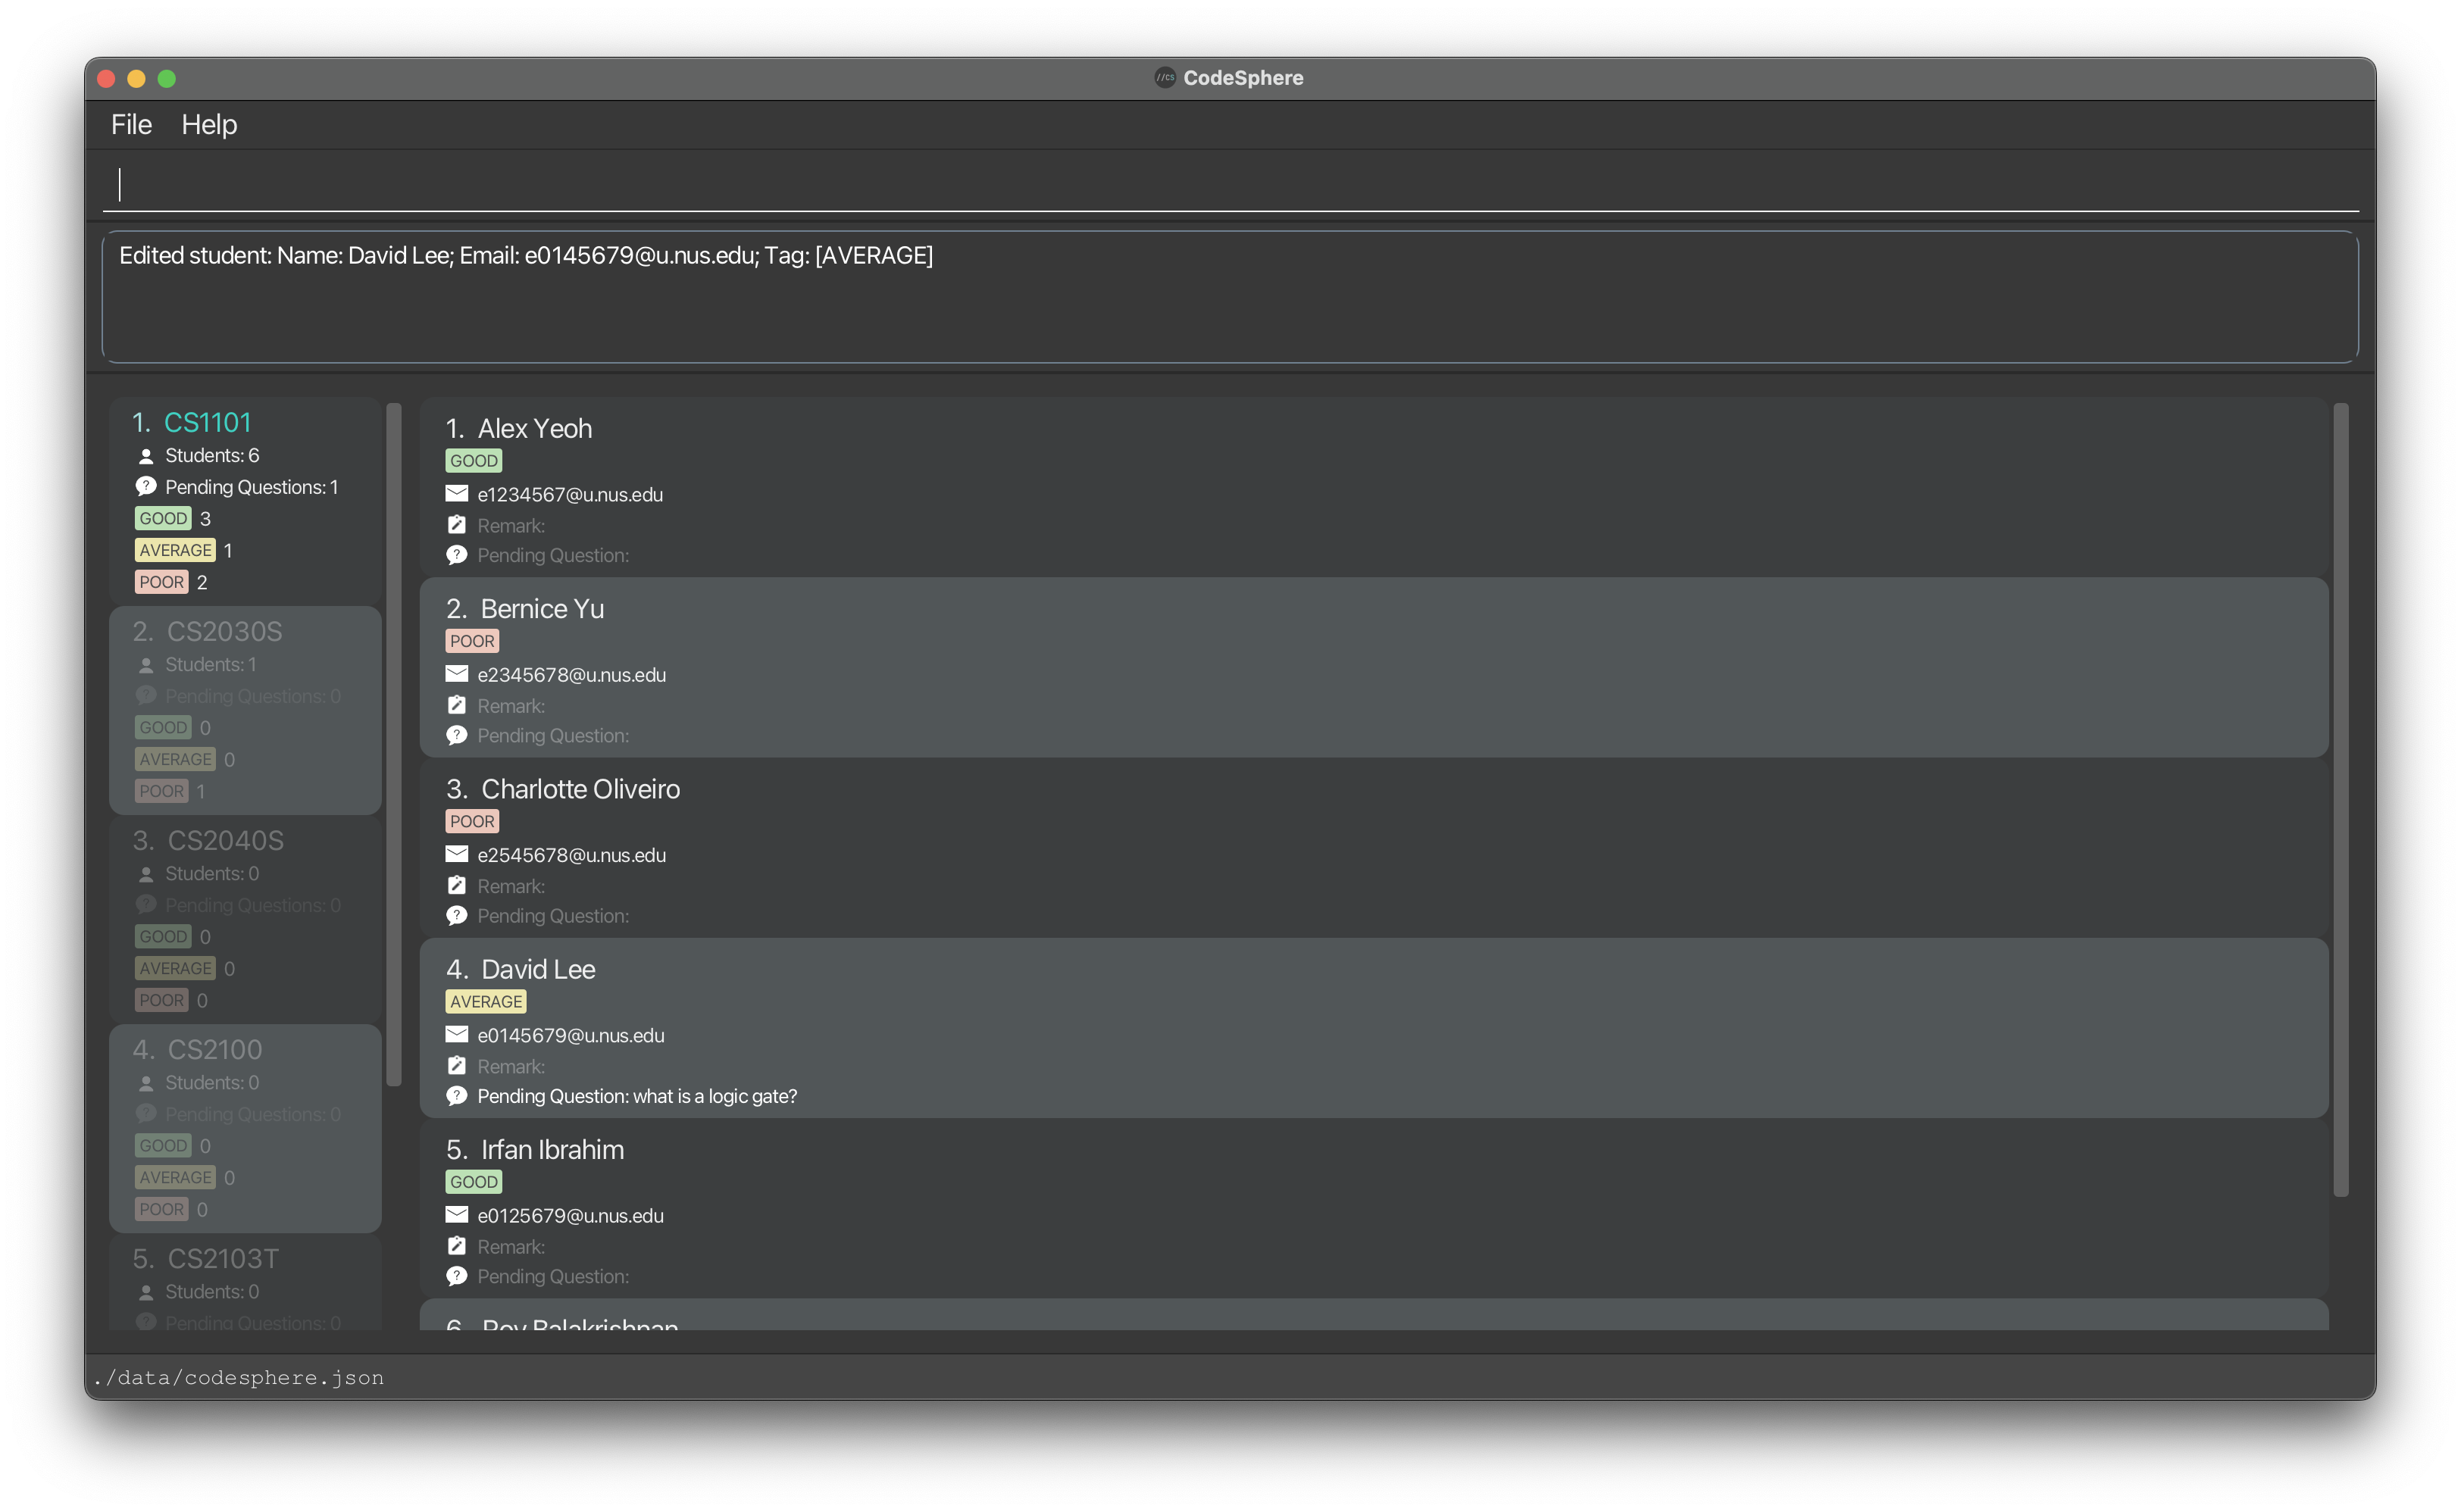 //cs CodeSphere
File Help
Edited student: Name: David Lee; Email: e0145679@u.nus.edu; Tag: [AVERAGE]
1. CS1101
Students: 6
Pending Questions: 1
GOOD 3
AVERAGE 1
POOR 2
2. CS2030S
Students: 1
Pending Questions: 0
GOOD 0
AVERAGE 0
POOR 1
3. CS2040S
Students: 0
Pending Questions: 0
GOOD 0
AVERAGE 0
POOR 0
4. CS2100
Students: 0
Pending Questions: 0
GOOD 0
AVERAGE 0
POOR 0
5. CS2103T
Students: 0
Pending Questions: 0
1. Alex Yeoh
GOOD
e1234567@u.nus.edu
Remark:
Pending Question:
2. Bernice Yu
POOR
e2345678@u.nus.edu
Remark:
Pending Question:
3. Charlotte Oliveiro
POOR
e2545678@u.nus.edu
Remark:
Pending Question:
4. David Lee
AVERAGE
e0145679@u.nus.edu
Remark:
Pending Question: what is a logic gate?
5. Irfan Ibrahim
GOOD
e0125679@u.nus.edu
Remark:
Pending Question:
6. Roy Balakrishnan
./data/codesphere.json